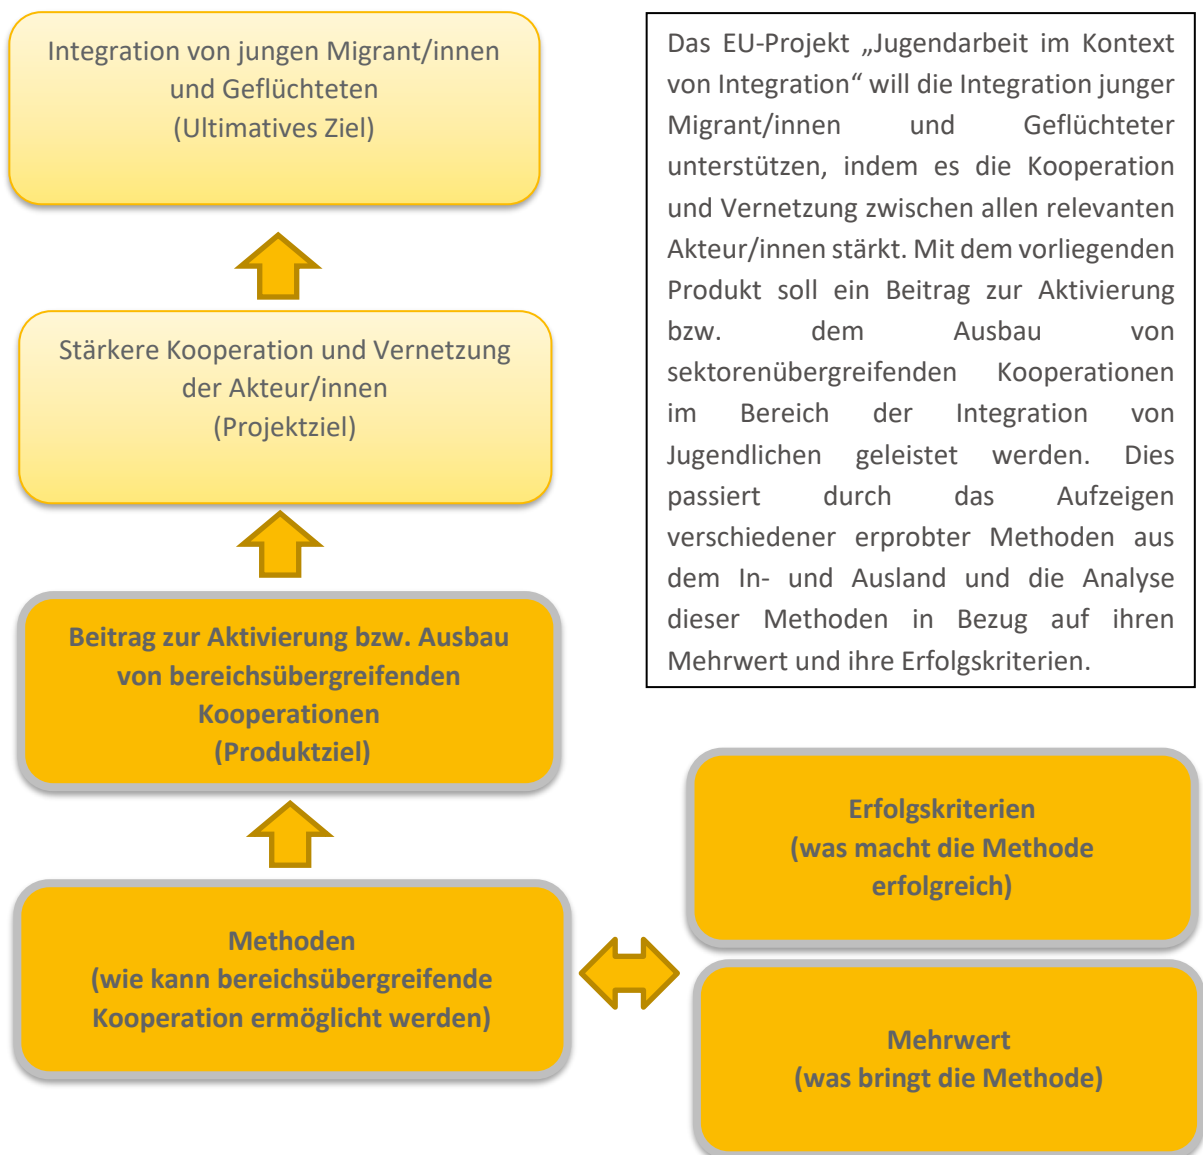 Integration von jungen Migrant/innen
und Geflüchteten
(Ultimatives Ziel)
Stärkere Kooperation und Vernetzung
der Akteur/innen
(Projektziel)
Beitrag zur Aktivierung bzw. Ausbau
von bereichsübergreifenden
Kooperationen
(Produktziel)
Methoden
(wie kann bereichsübergreifende
Kooperation ermöglicht werden)
Das EU-Projekt „Jugendarbeit im Kontext
von Integration“ will die Integration junger
Migrant/innen und Geflüchteter
unterstützen, indem es die Kooperation
und Vernetzung zwischen allen relevanten
Akteur/innen stärkt. Mit dem vorliegenden
Produkt soll ein Beitrag zur Aktivierung
bzw. dem Ausbau von
sektorenübergreifenden Kooperationen
im Bereich der Integration von
Jugendlichen geleistet werden. Dies
passiert durch das Aufzeigen
verschiedener erprobter Methoden aus
dem In- und Ausland und die Analyse
dieser Methoden in Bezug auf ihren
Mehrwert und ihre Erfolgskriterien.
Erfolgskriterien
(was macht die Methode
erfolgreich)
Mehrwert
(was bringt die Methode)